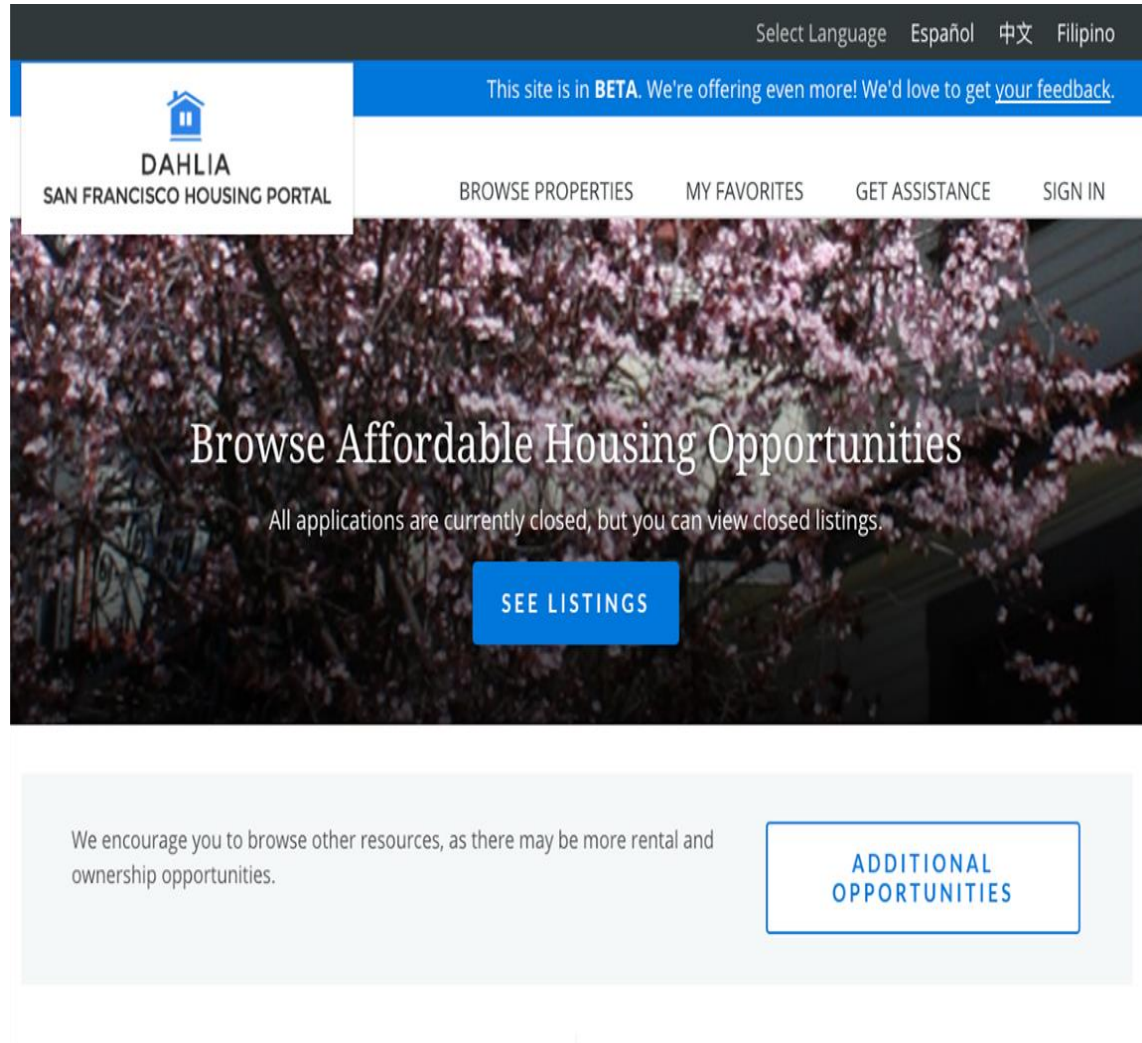 Select Language Español 中文 Filipino
This site is in BETA. We're offering even more! We'd love to get your feedback.
DAHLIA
SAN FRANCISCO HOUSING PORTAL
BROWSE PROPERTIES MY FAVORITES GET ASSISTANCE SIGN IN
Browse Affordable Housing Opportunities
All applications are currently closed, but you can view closed listings.
SEE LISTINGS
We encourage you to browse other resources, as there may be more rental and
ownership opportunities.
ADDITIONAL
OPPORTUNITIES